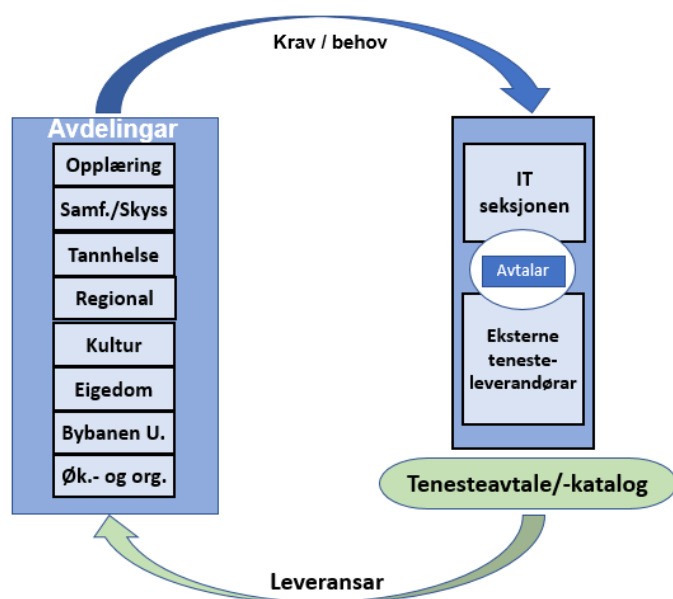 Krav / behov
Avdelingar
Opplæring
Samf./Skyss
Tannhelse
Regional
Kultur
Eigedom
Bybanen U.
Øk.- og org.
IT
seksjonen
Avtalar
Eksterne
teneste-
leverandørar
Tenesteavtale/-katalog
Leveransar